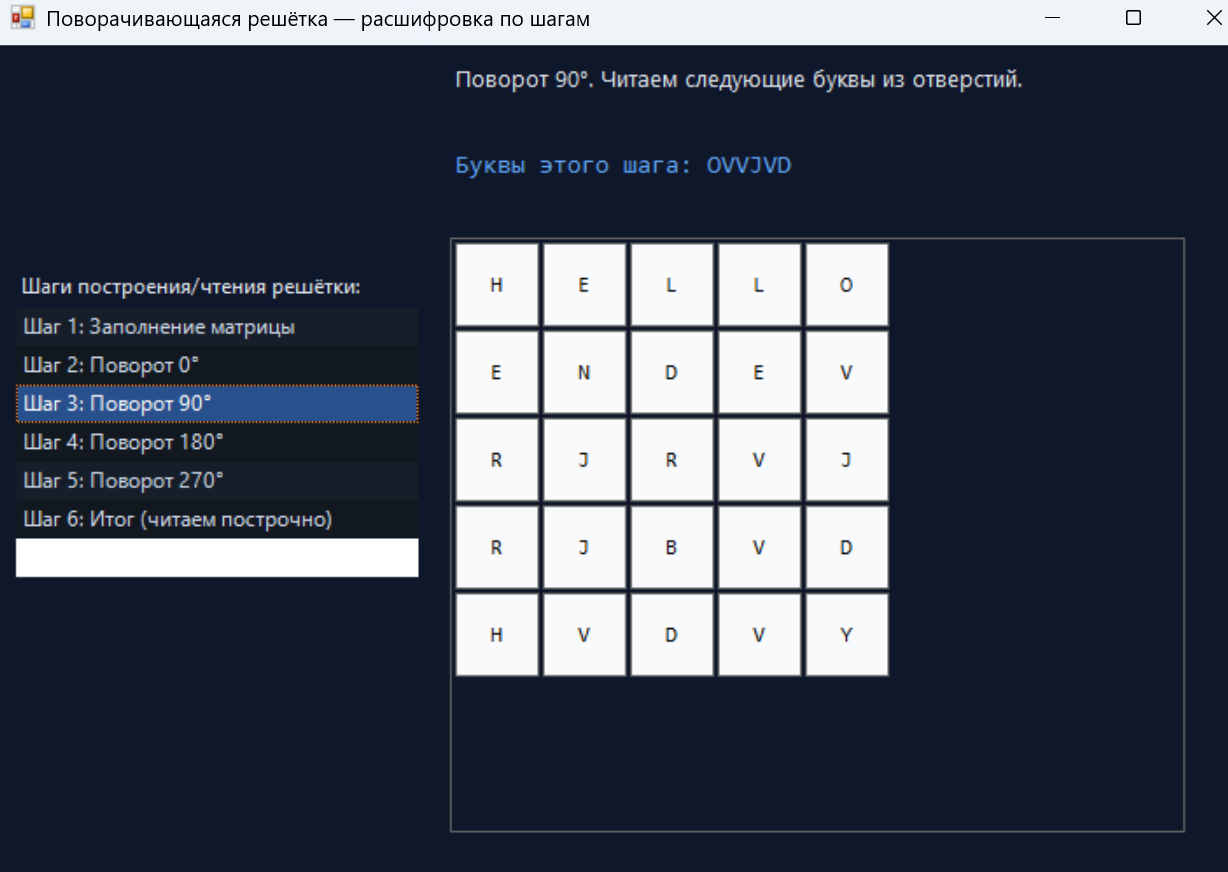 Поворачивающаяся решётка — расшифровка по шагам
Поворот 90°. Читаем следующие буквы из отверстий.
Буквы этого шага: OVVJVD
Шаги построения/чтения решётки:
Шаг 1: Заполнение матрицы
Шаг 2: Поворот 0°
Шаг 3: Поворот 90°
Шаг 4: Поворот 180°
Шаг 5: Поворот 270°
Шаг 6: Итог (читаем построчно)
H E L L O
E N D E V
R J R V J
R J B V D
H V D V Y